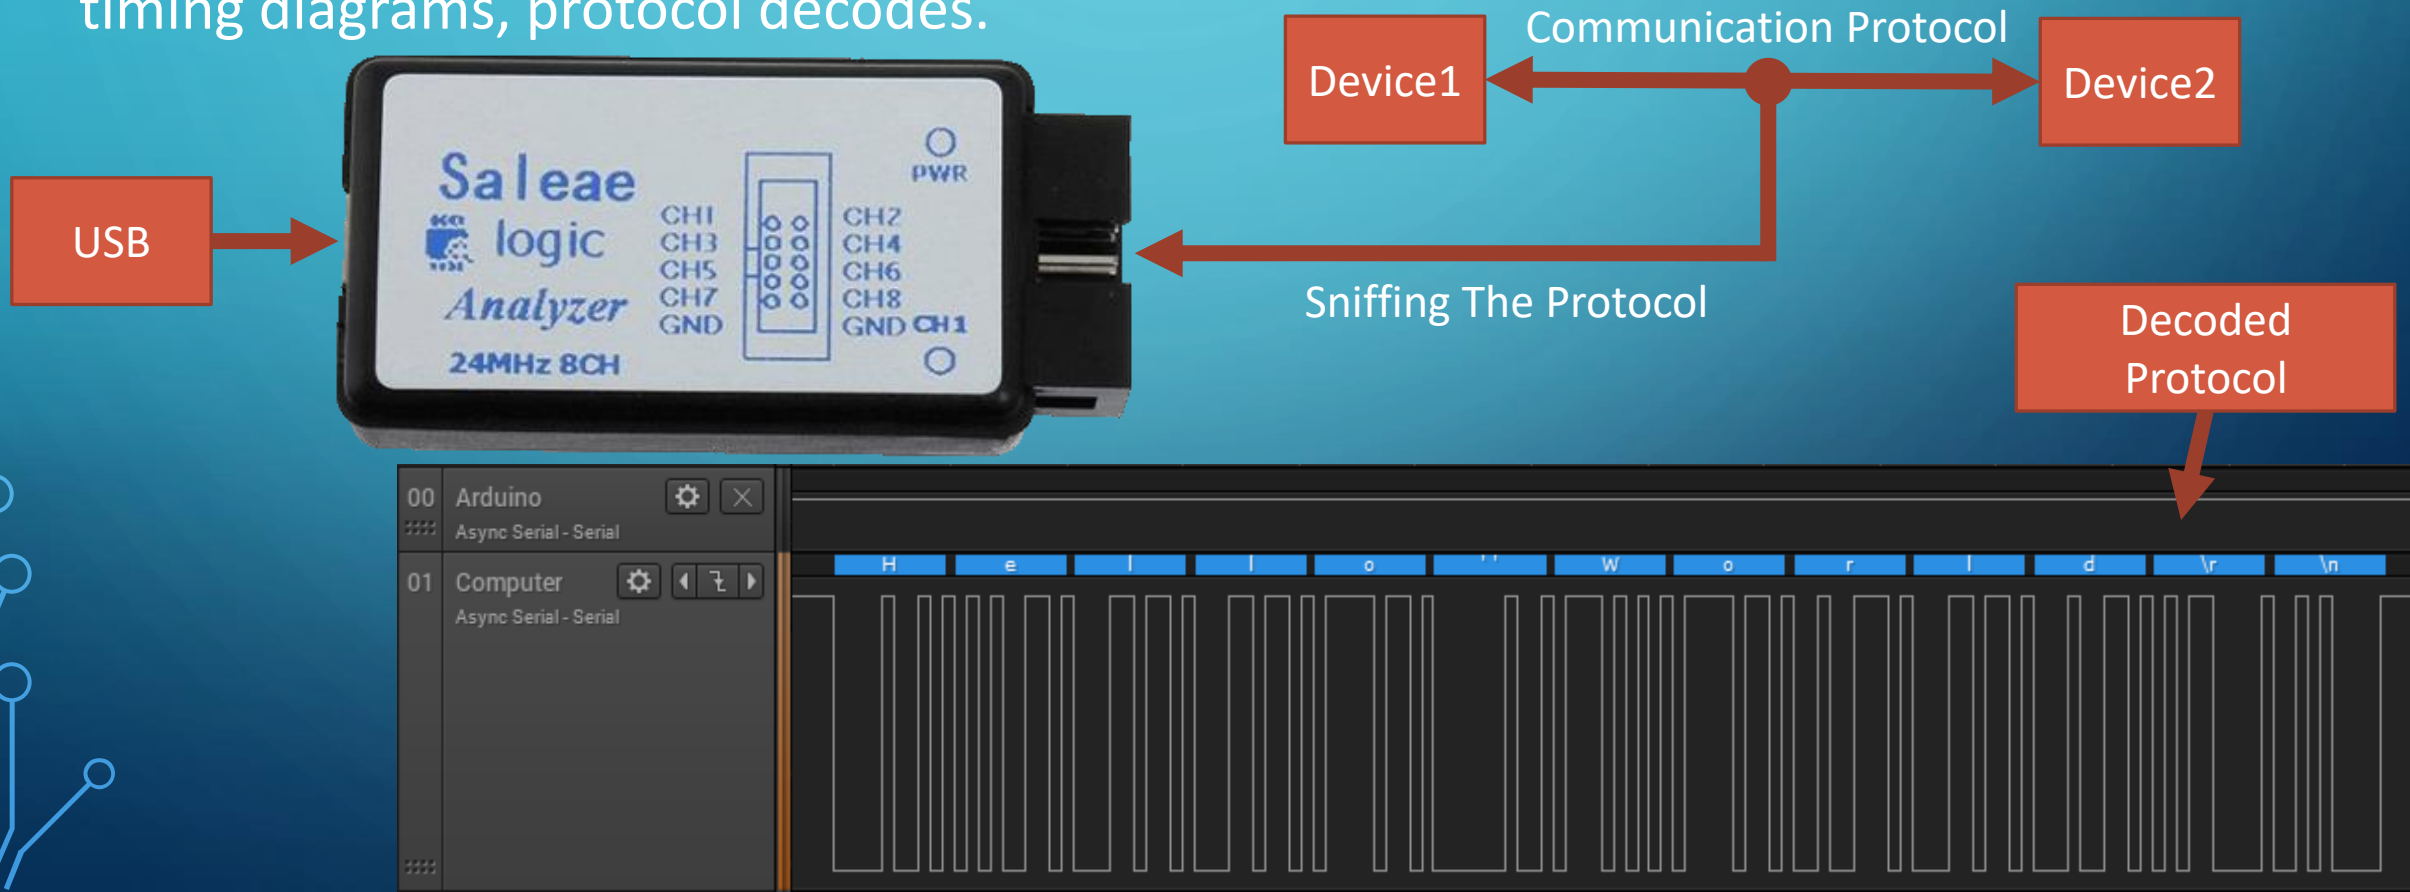 timing diagrams, protocol decodes.
Communication Protocol
Device1
Device2
Saleae
logic
Analyzer
24MHz 8CH
PWR
CH1 CH2
CH3 CH4
CH5 CH6
CH7 CH8
GND GND CH1
USB
Sniffing The Protocol
Decoded
Protocol
00 Arduino
Async Serial - Serial
01 Computer
Async Serial - Serial
H e l l o ' ' W o r l d \r \n